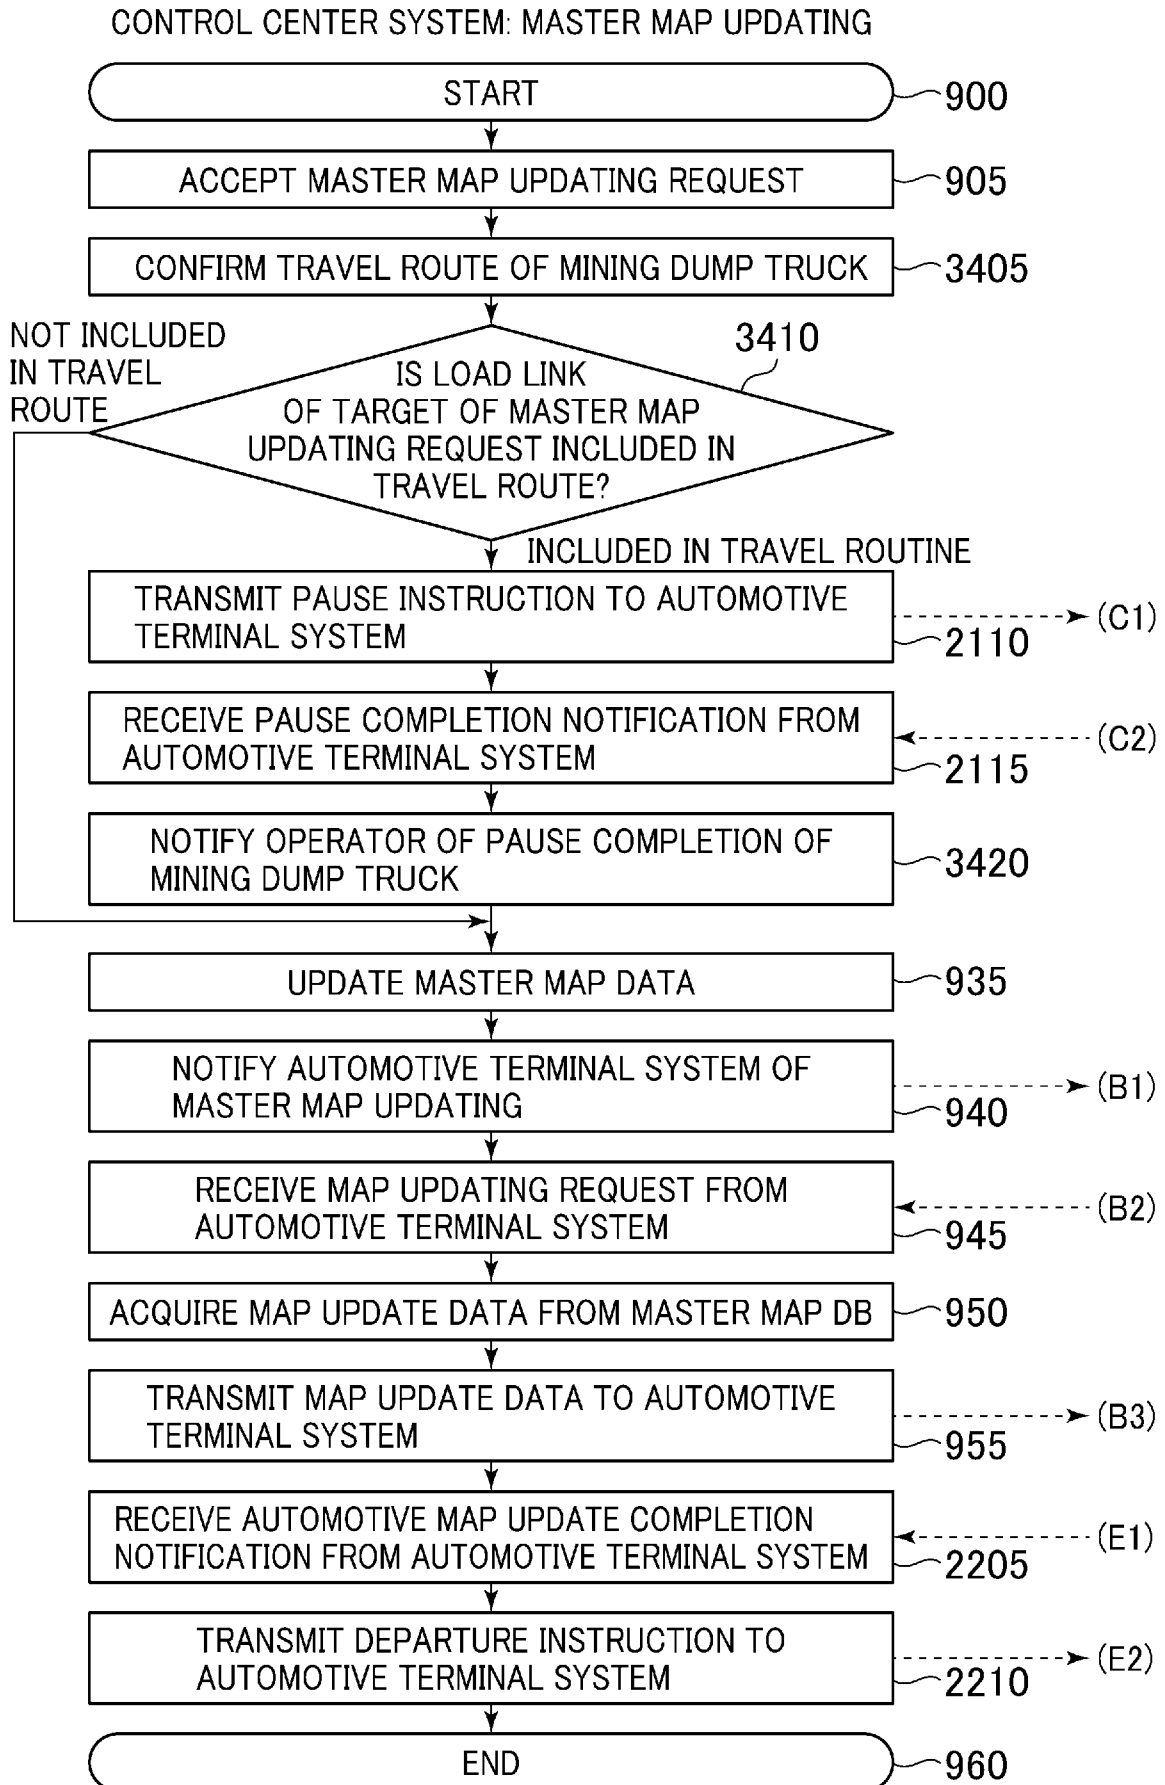 CONTROL CENTER SYSTEM: MASTER MAP UPDATING
START
900
ACCEPT MASTER MAP UPDATING REQUEST
905
CONFIRM TRAVEL ROUTE OF MINING DUMP TRUCK
3405
NOT INCLUDED
IN TRAVEL
ROUTE
3410
IS LOAD LINK
OF TARGET OF MASTER MAP
UPDATING REQUEST INCLUDED IN
TRAVEL ROUTE?
INCLUDED IN TRAVEL ROUTINE
TRANSMIT PAUSE INSTRUCTION TO AUTOMOTIVE
TERMINAL SYSTEM
(C1)
2110
RECEIVE PAUSE COMPLETION NOTIFICATION FROM
AUTOMOTIVE TERMINAL SYSTEM
(C2)
2115
NOTIFY OPERATOR OF PAUSE COMPLETION OF
MINING DUMP TRUCK
3420
UPDATE MASTER MAP DATA
935
NOTIFY AUTOMOTIVE TERMINAL SYSTEM OF
MASTER MAP UPDATING
(B1)
940
RECEIVE MAP UPDATING REQUEST FROM
AUTOMOTIVE TERMINAL SYSTEM
(B2)
945
ACQUIRE MAP UPDATE DATA FROM MASTER MAP DB
950
TRANSMIT MAP UPDATE DATA TO AUTOMOTIVE
TERMINAL SYSTEM
(B3)
955
RECEIVE AUTOMOTIVE MAP UPDATE COMPLETION
NOTIFICATION FROM AUTOMOTIVE TERMINAL SYSTEM
(E1)
2205
TRANSMIT DEPARTURE INSTRUCTION TO
AUTOMOTIVE TERMINAL SYSTEM
(E2)
2210
END
960